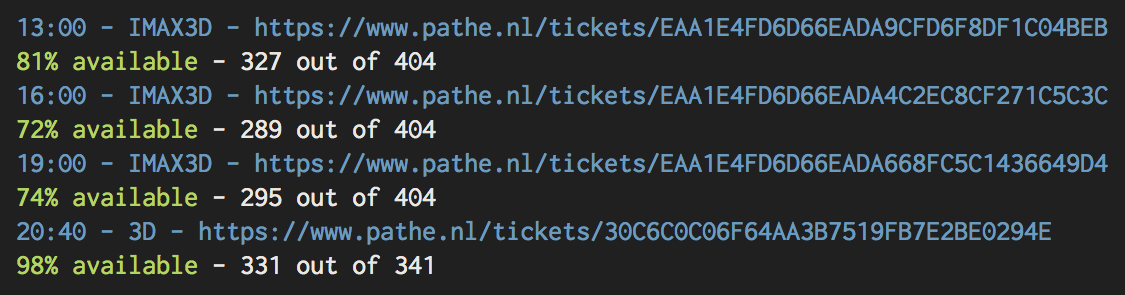 13:00 - IMAX3D - https://www.pathe.nl/tickets/EAA1E4FD6D66EADA9CFD6F8DF1C04BEB
81% available - 327 out of 404
16:00 - IMAX3D - https://www.pathe.nl/tickets/EAA1E4FD6D66EADA4C2EC8CF271C5C3C
72% available - 289 out of 404
19:00 - IMAX3D - https://www.pathe.nl/tickets/EAA1E4FD6D66EADA668FC5C1436649D4
74% available - 295 out of 404
20:40 - 3D - https://www.pathe.nl/tickets/30C6C0C06F64AA3B7519FB7E2BE0294E
98% available - 331 out of 341